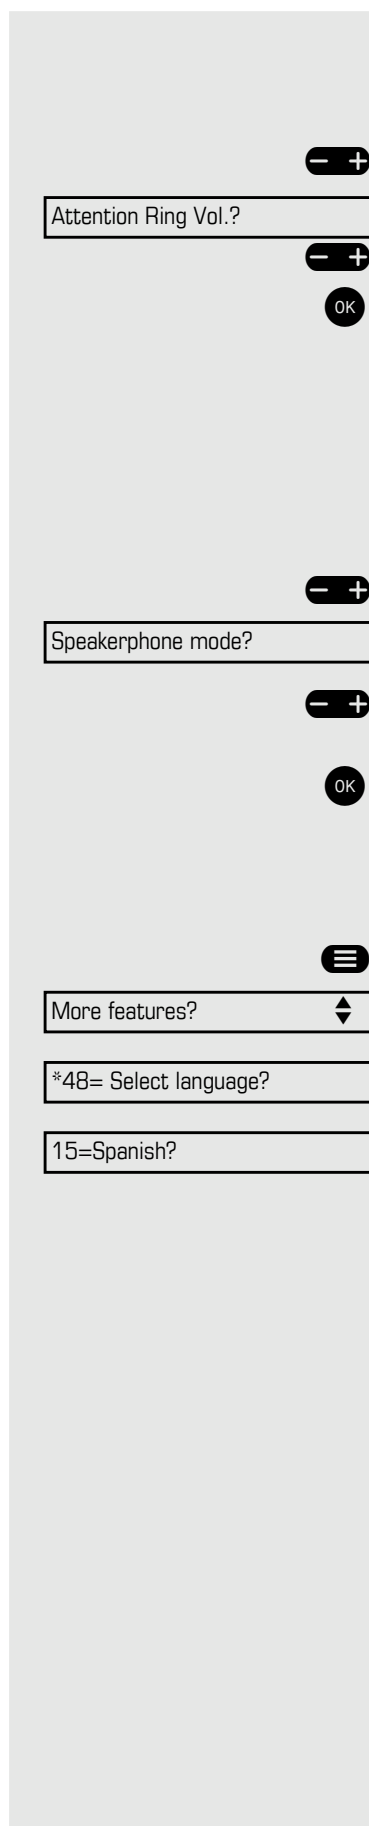 − +
Attention Ring Vol.?
− +
OK
− +
Speakerphone mode?
− +
OK
More features?
*48= Select language?
15=Spanish?